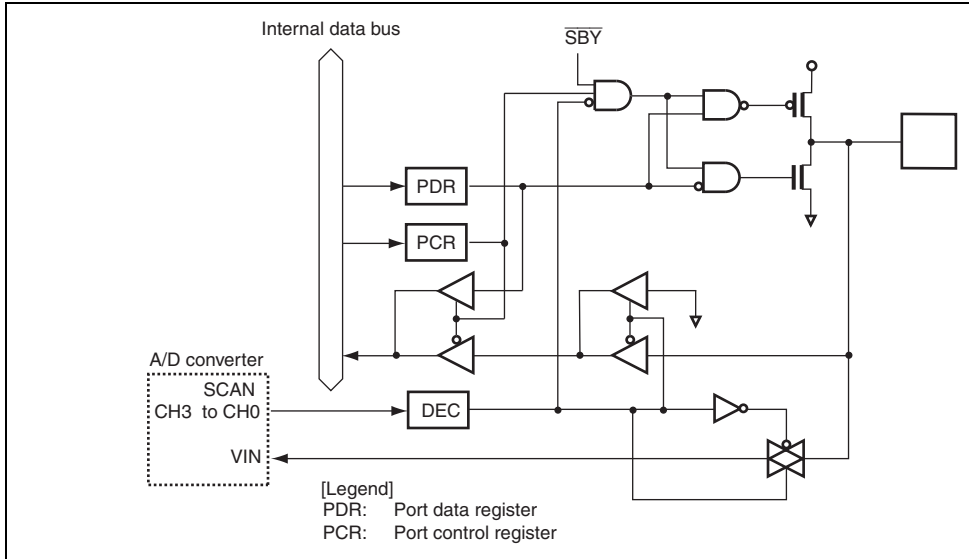 Internal data bus
SBY
PDR
PCR
A/D converter
SCAN
CH3 to CH0
DEC
VIN
[Legend]
PDR: Port data register
PCR: Port control register